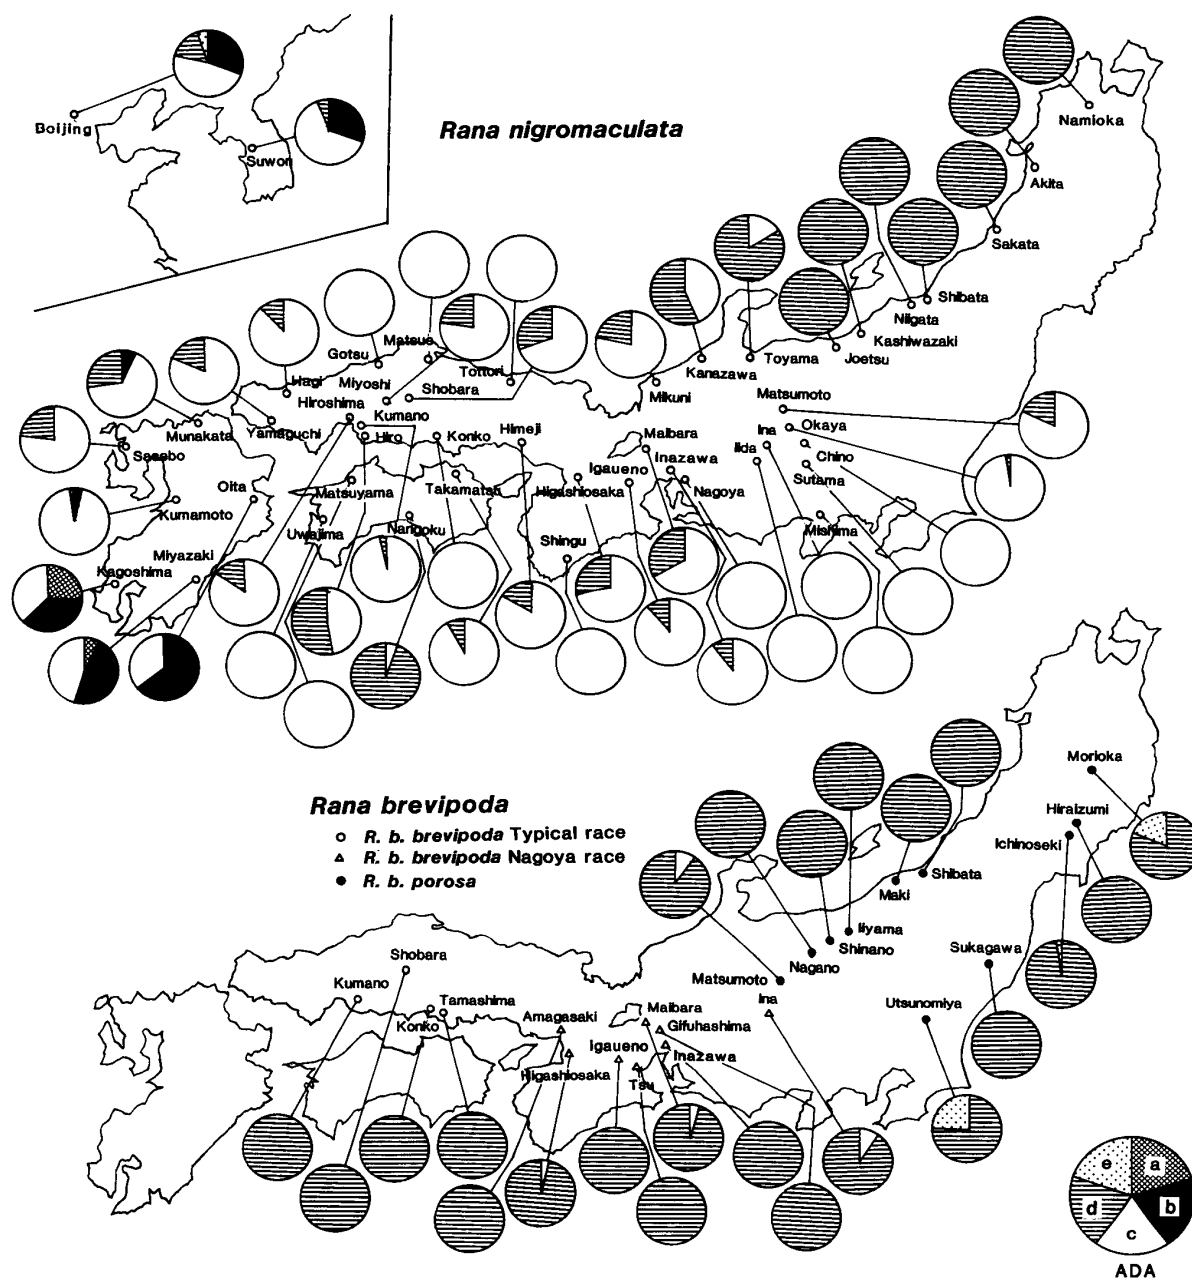 Boijing
Suwon
Rana nigromaculata
Namioka
Akita
Sakata
Shibata
Niigata
Kashiwazaki
Joetsu
Toyama
Kanazawa
Mikuni
Gotsu
Matsue
Tottori
Hagi
Miyoshi
Shobara
Hiroshima
Kumano
Munakata
Yamaguchi
Hiro
Konko
Himeji
Maibara
Ina
Matsumoto
Okaya
Sasebo
Iida
Chino
Inazawa
Igaueno
Sutama
Oita
Matsuyama
Takamatsu
Higashiosaka
Nagoya
Kumamoto
Uwajima
Narigoku
Shingu
Mishima
Miyazaki
Kagoshima
Rana brevipoda
R. b. brevipoda Typical race
R. b. brevipoda Nagoya race
R. b. porosa
Morioka
Hiraizumi
Ichinoseki
Shibata
Maki
Iiyama
Shinano
Sukagawa
Nagano
Matsumoto
Shobara
Kumano
Ina
Utsunomiya
Tamashima
Konko
Amagasaki
Maibara
Gifuhashima
Igaueno
Inazawa
Higashiosaka
Tsu
e
a
d
b
c
ADA